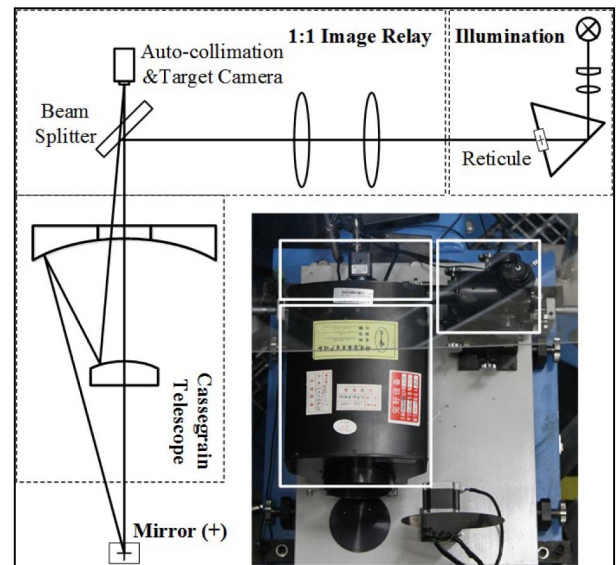 1:1 Image Relay
Illumination
Auto-collimation
&Target Camera
Beam
Splitter
Reticule
Cassegrain
Telescope
Mirror (+)